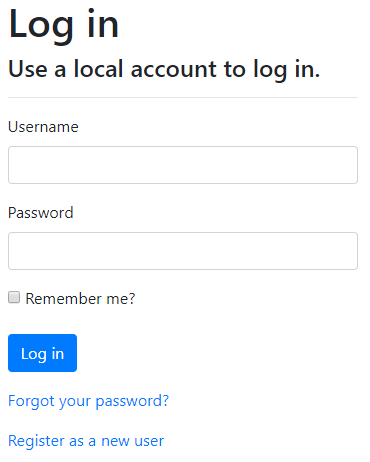 Log in
Use a local account to log in.
Username
Password
Remember me?
Log in
Forgot your password?
Register as a new user